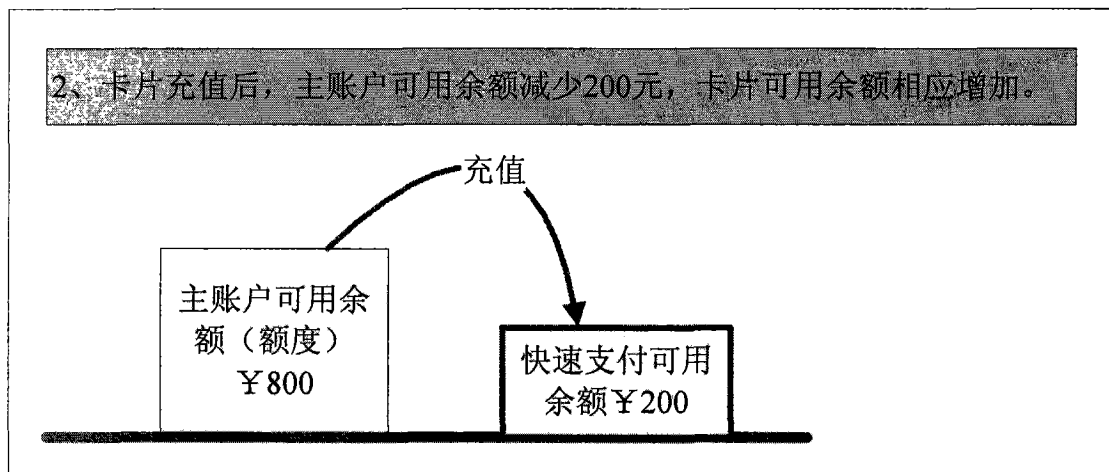 2、卡片充值后，主账户可用余额减少200元，卡片可用余额相应增加。
充值
主账户可用余
额（额度）
￥800
快速支付可用
余额￥200